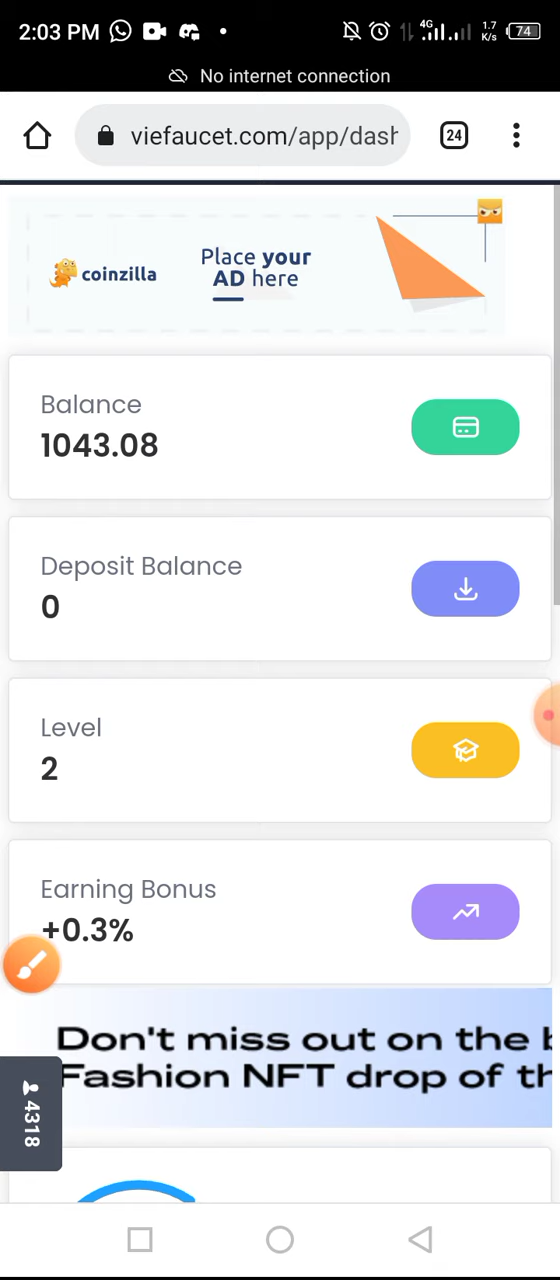 2:03 PM
4G
1.7
K/s
74
No internet connection
viefaucet.com/app/dash
24
coinzilla
Place your
AD here
Balance
1043.08
Deposit Balance
0
Level
2
Earning Bonus
+0.3%
Don't miss out on the b
Fashion NFT drop of th
4318